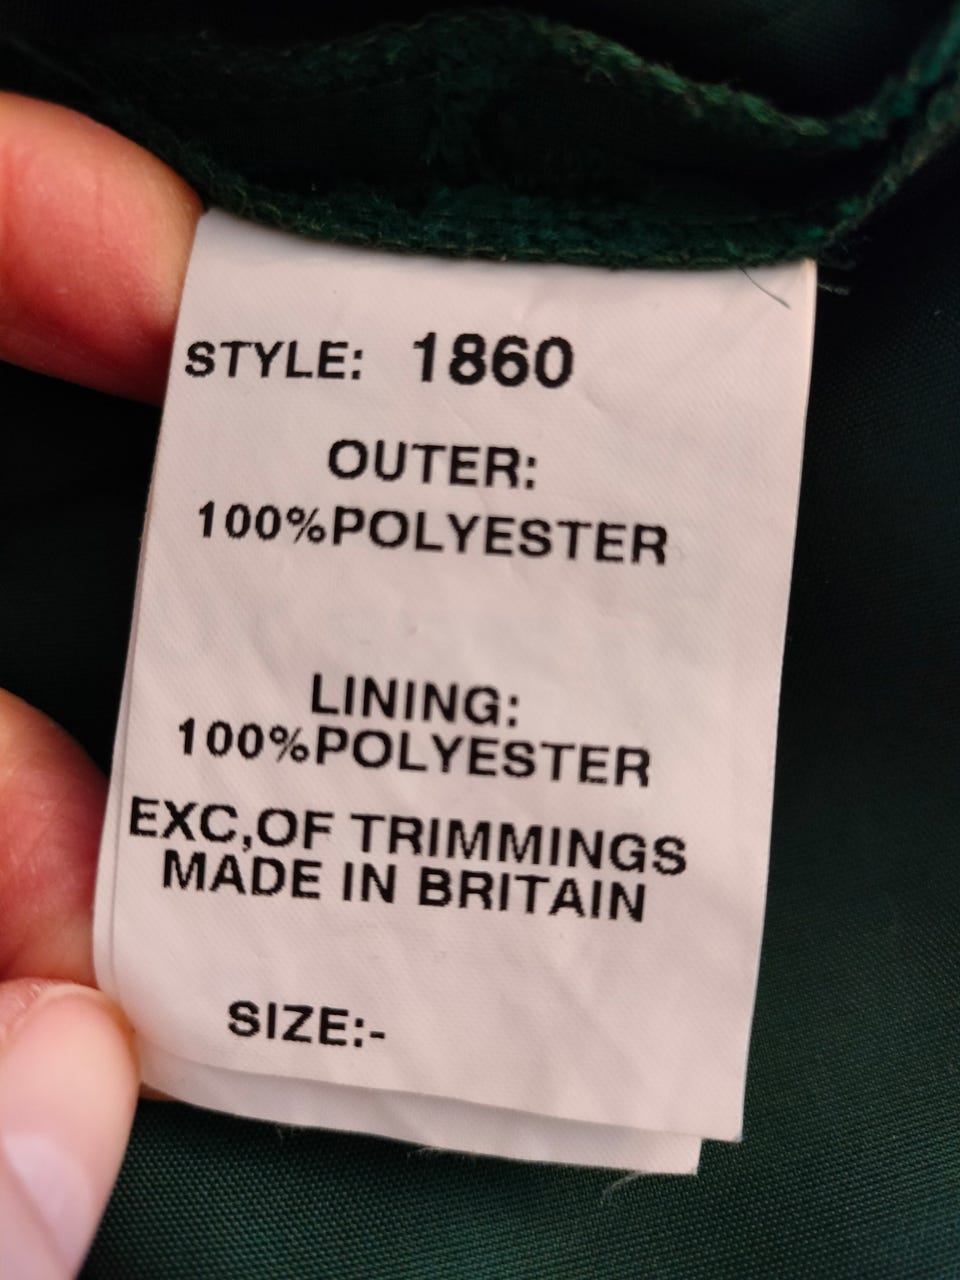 STYLE: 1860
OUTER:
100%POLYESTER
LINING:
100%POLYESTER
EXC,OF TRIMMINGS
MADE IN BRITAIN
SIZE:-